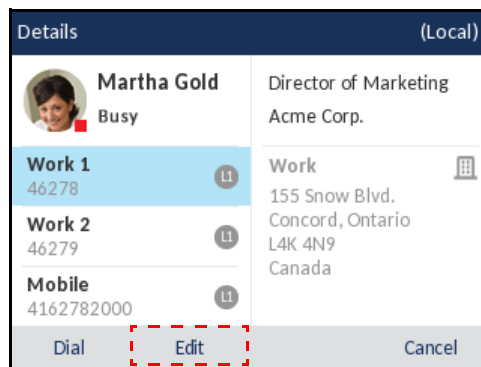 Details (Local)
Martha Gold
Busy
Director of Marketing
Acme Corp.
Work 1
46278
L1
Work 2
46279
L1
Mobile
4162782000
L1
Work
155 Snow Blvd.
Concord, Ontario
L4K 4N9
Canada
Dial Edit Cancel